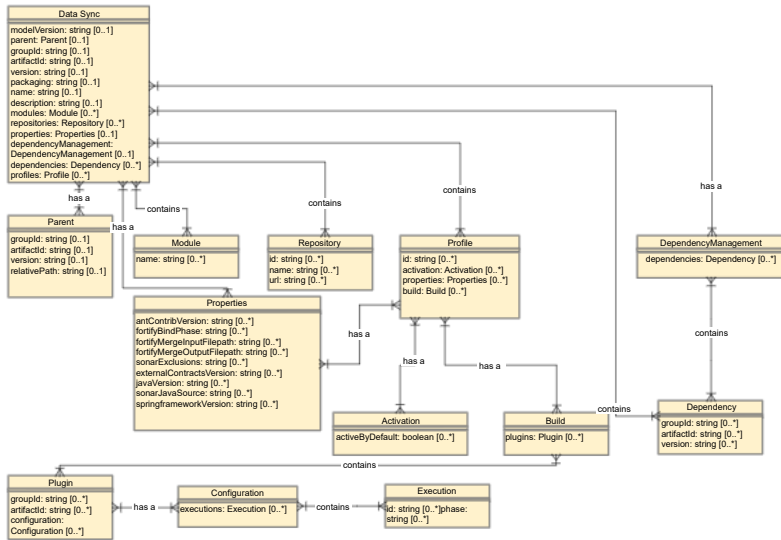 Data Sync
modelVersion: string [0..1]
parent: Parent [0..1]
groupId: string [0..1]
artifactId: string [0..1]
version: string [0..1]
packaging: string [0..1]
name: string [0..1]
description: string [0..1]
modules: Module [0..*]
repositories: Repository [0..*]
properties: Properties [0..1]
dependencyManagement:
DependencyManagement [0..1]
dependencies: Dependency [0..*]
profiles: Profile [0..*]
has a
contains
has a
contains
contains
has a
Parent
groupId: string [0..1]
artifactId: string [0..1]
version: string [0..1]
relativePath: string [0..1]
Module
name: string [0..*]
Repository
id: string [0..*]
name: string [0..*]
url: string [0..*]
Profile
id: string [0..*]
activation: Activation [0..*]
properties: Properties [0..*]
build: Build [0..*]
DependencyManagement
dependencies: Dependency [0..*]
Properties
antContribVersion: string [0..*]
fortifyBindPhase: string [0..*]
fortifyMergeInputFilepath: string [0..*]
fortifyMergeOutputFilepath: string [0..*]
sonarExclusions: string [0..*]
externalContractsVersion: string [0..*]
javaVersion: string [0..*]
sonarJavaSource: string [0..*]
springframeworkVersion: string [0..*]
has a
has a
has a
contains
contains
Activation
activeByDefault: boolean [0..*]
Build
plugins: Plugin [0..*]
Dependency
groupId: string [0..*]
artifactId: string [0..*]
version: string [0..*]
contains
Plugin
groupId: string [0..*]
artifactId: string [0..*]
configuration:
Configuration [0..*]
has a
Configuration
executions: Execution [0..*]
contains
Execution
id: string [0..*]phase:
string [0..*]